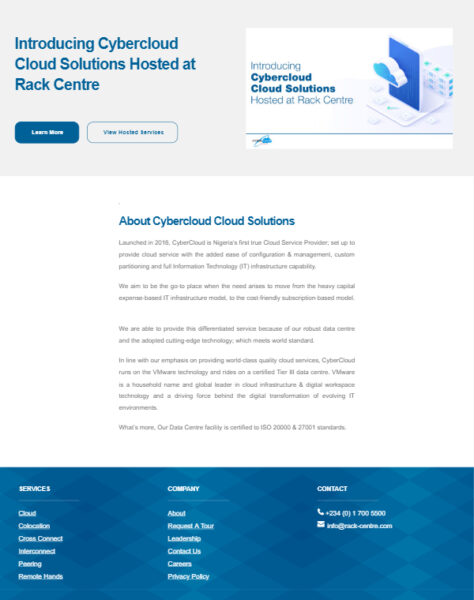 Introducing Cybercloud
Cloud Solutions Hosted at
Rack Centre
Learn More
View Hosted Services
Introducing
Cybercloud
Cloud Solutions
Hosted at Rack Centre
About Cybercloud Cloud Solutions
Launched in 2018, CyberCloud is Nigeria's first true Cloud Service Provider; set up to
provide cloud service with the added ease of configuration & management, custom
partitioning and full Information Technology (IT) infrastructure capability.
We aim to be the go-to place when the need arises to move from the heavy capital
expense-based IT infrastructure model, to the cost-friendly subscription-based model.
We are able to provide this differentiated service because of our robust data centre
and the adopted cutting-edge technology; which meets world standard.
In line with our emphasis on providing world-class quality cloud services, CyberCloud
runs on the VMware technology and rides on a certified Tier III data centre. VMware
is a household name and global leader in cloud infrastructure & digital workspace
technology and a driving force behind the digital transformation of evolving IT
environments.
What's more, Our Data Centre facility is certified to ISO 20000 & 27001 standards.
SERVICES
Cloud
Colocation
Cross Connect
Interconnect
Peering
Remote Hands
COMPANY
About
Request A Tour
Leadership
Contact Us
Careers
Privacy Policy
CONTACT
+234 (0) 1 700 5500
info@rack-centre.com